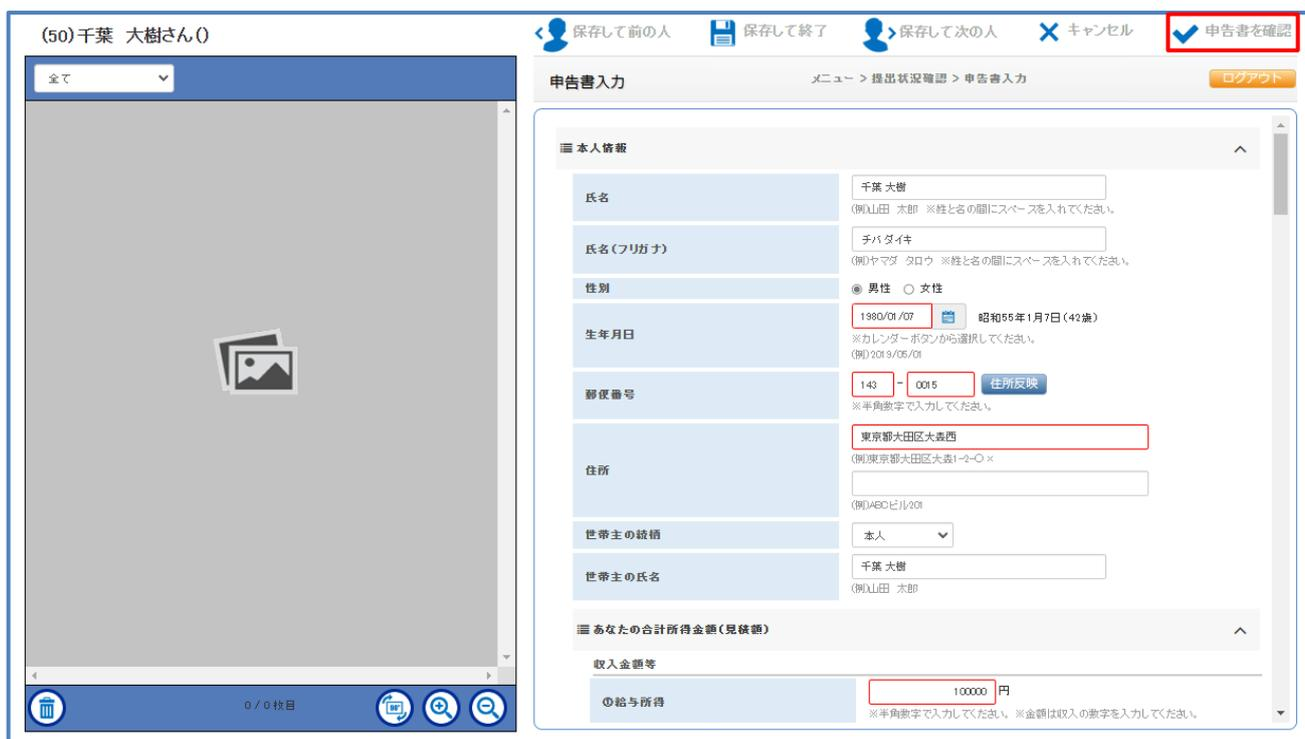 (50)千葉 大樹さん()
保存して前の人
保存して終了
保存して次の人
キャンセル
申告書を確認
全て
申告書入力
メニュー > 提出状況確認 > 申告書入力
ログアウト
本人情報
氏名
千葉 大樹
(例)山田 太郎 ※姓と名の間にスペースを入れてください。
氏名(フリガナ)
チバ ダイキ
(例)ヤマダ タロウ ※姓と名の間にスペースを入れてください。
性別
男性 女性
生年月日
1980/01/07
昭和55年1月7日(42歳)
※カレンダーボタンから選択してください。
(例)2019/05/01
郵便番号
143 - 0015
住所反映
※半角数字で入力してください。
住所
東京都大田区大森西
(例)東京都大田区大森1-2-○×
(例)ABCビル201
世帯主の続柄
本人
世帯主の氏名
千葉 大樹
(例)山田 太郎
あなたの合計所得金額(見積額)
収入金額等
①給与所得
100000 円
※半角数字で入力してください。※金額は収入の数字を入力してください。
0 / 0 枚目
90°